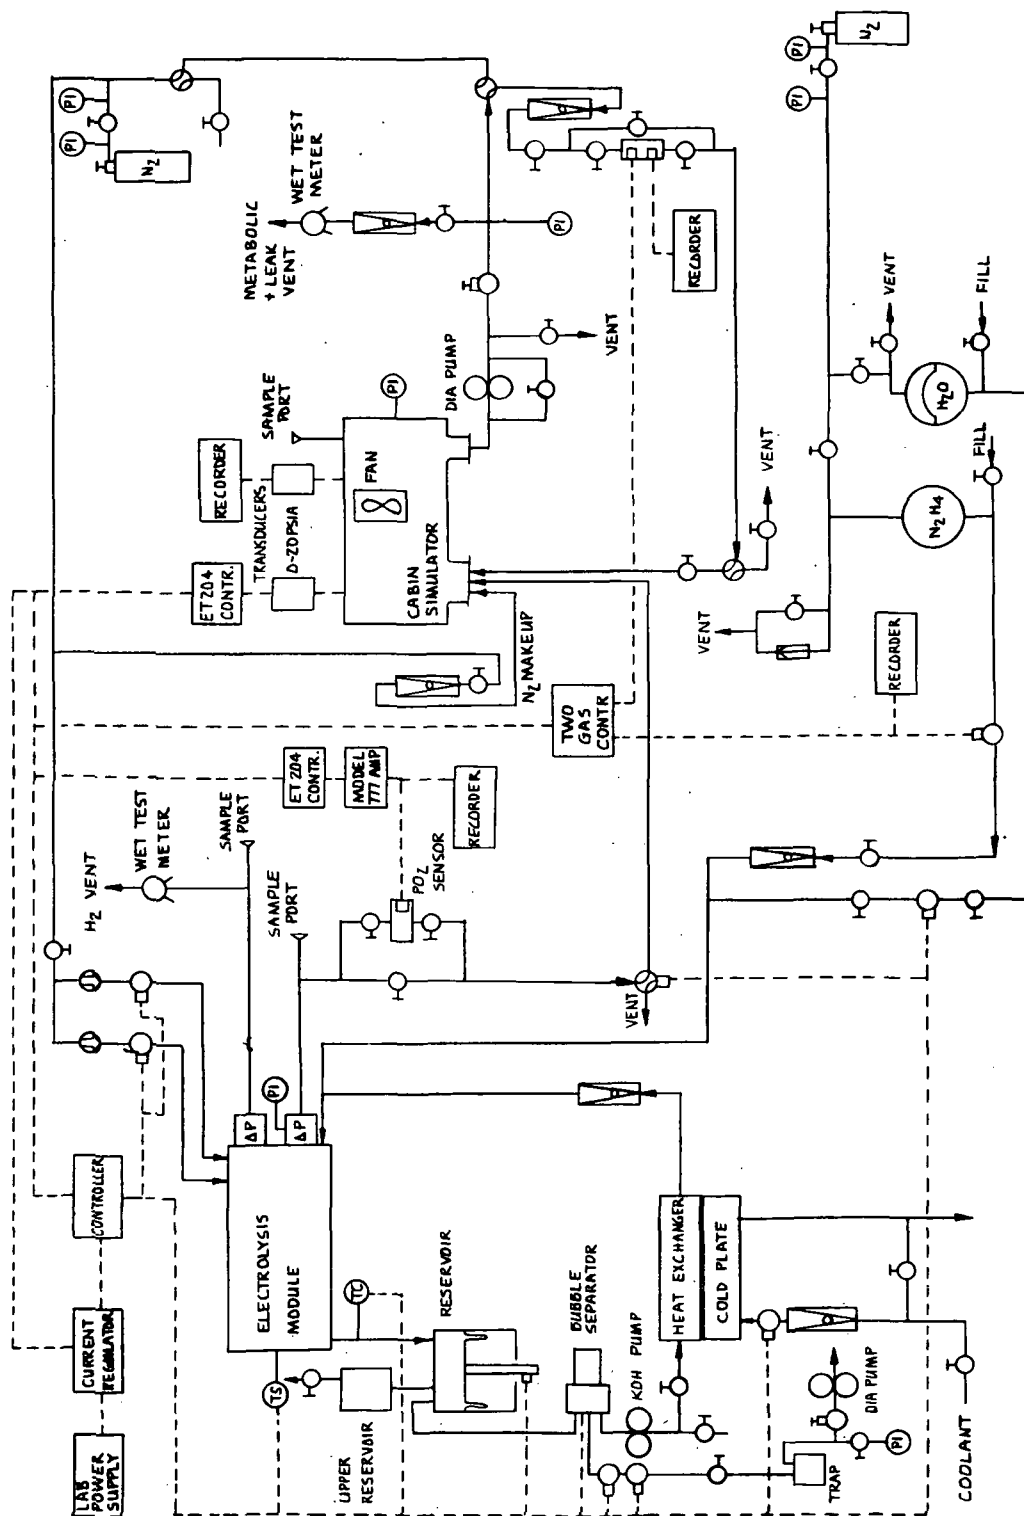 PI
PI
N2
METABOLIC
+ LEAK
VENT
WET TEST
METER
PI
RECORDER
PI
PI
N2
VENT
FILL
H2O
VENT
DIA PUMP
PI
SAMPLE
PORT
RECORDER
TRANSDUCERS
0-20PSIA
FAN
CABIN
SIMULATOR
ET 204
CONTR.
N2 MAKEUP
VENT
FILL
N2H4
VENT
RECORDER
TWO
GAS
CONTR
ET 204
CONTR.
MODEL
777 AMP
RECORDER
PO2
SENSOR
WET TEST
METER
H2 VENT
SAMPLE
PORT
SAMPLE
PORT
VENT
ΔP
PI
ΔP
ELECTROLYSIS
MODULE
CONTROLLER
CURRENT
REGULATOR
LAB
POWER
SUPPLY
TS
TC
RESERVOIR
UPPER
RESERVOIR
BUBBLE
SEPARATOR
KOH PUMP
HEAT EXCHANGER
COLD PLATE
DIA PUMP
PI
TRAP
COOLANT